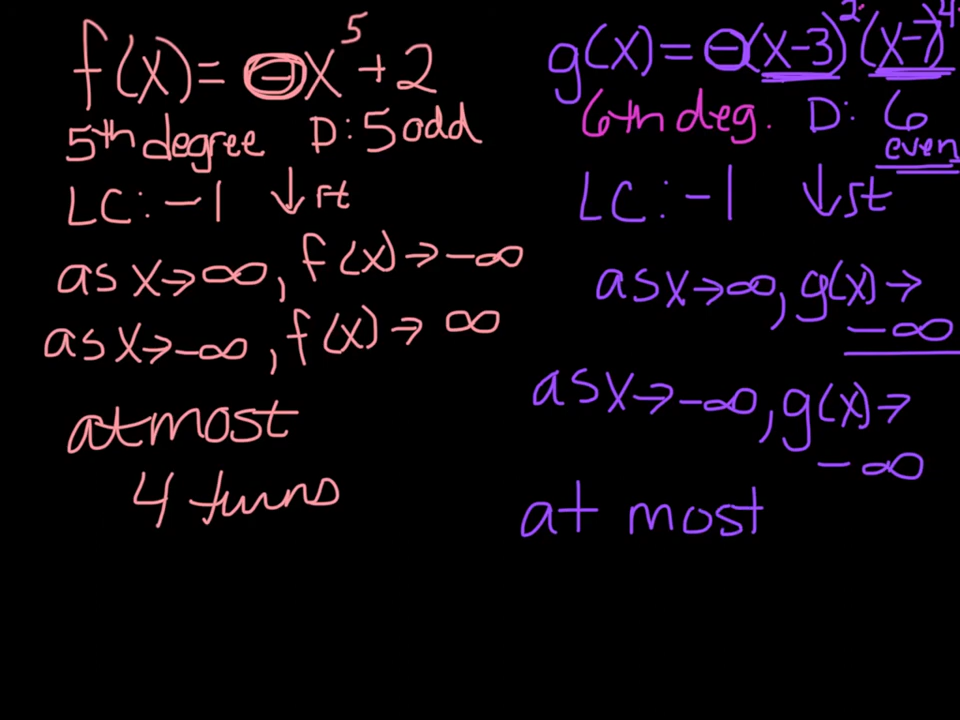 f(x) = -x^5 + 2
5th degree D: 5 odd
LC: -1 ↓rt
as x→∞, f(x)→-∞
as x→-∞, f(x)→∞
at most
4 turns
g(x) = -(x-3)^2 (x-7)^4
6th deg. D: 6
even
LC: -1 ↓st
as x→∞, g(x)→
-∞
as x→-∞, g(x)→
-∞
at most